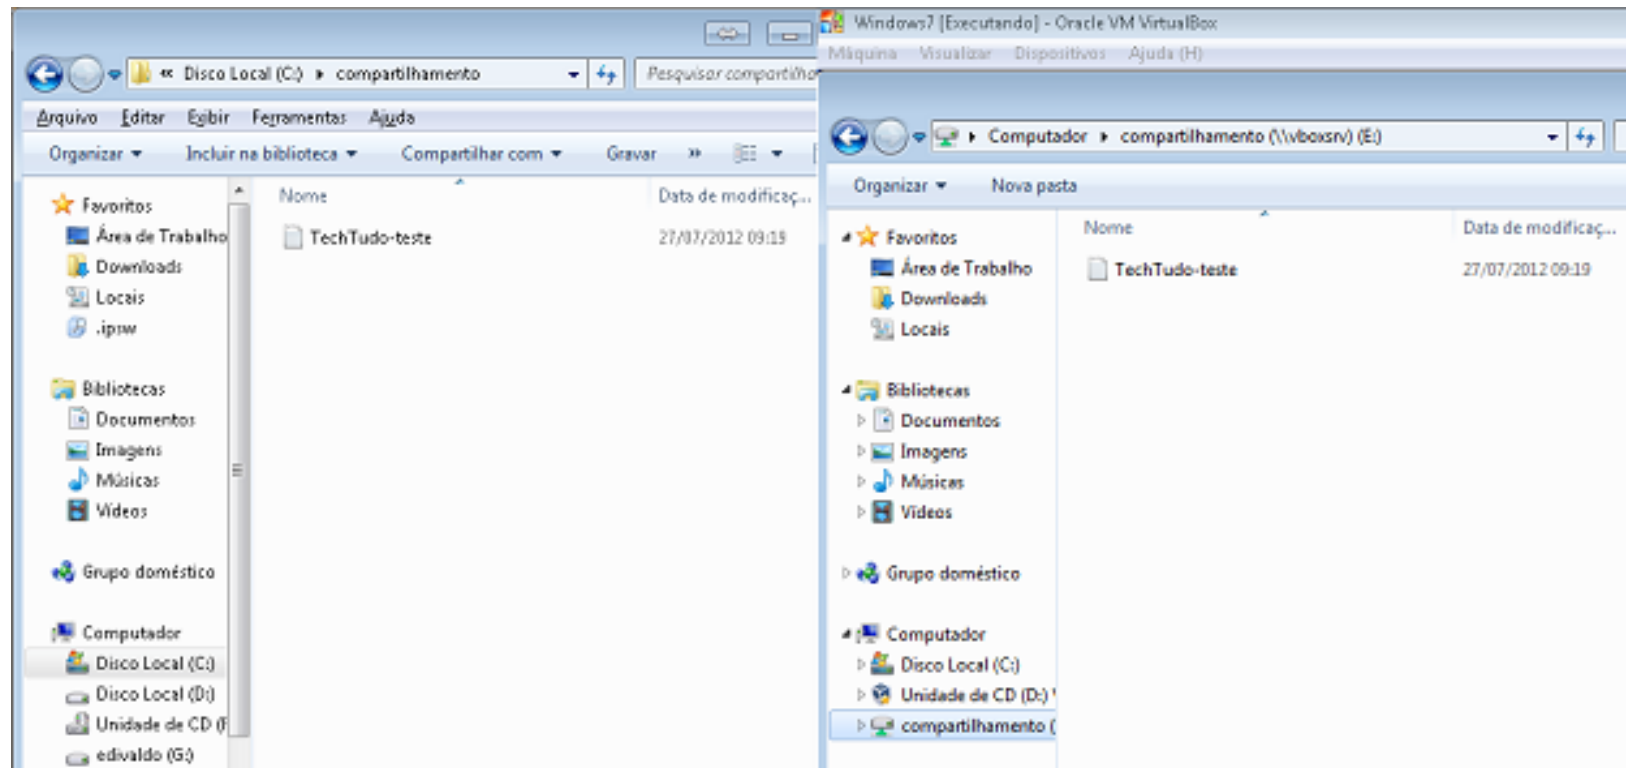 Disco Local (C:) compartilhamento
Pesquisar compartilha
Arquivo Editar Exibir Ferramentas Ajuda
Organizar Incluir na biblioteca Compartilhar com Gravar »
Nome Data de modificaç...
Favoritos
Área de Trabalho
Downloads
Locais
.ipsw
TechTudo-teste 27/07/2012 09:19
Bibliotecas
Documentos
Imagens
Músicas
Vídeos
Grupo doméstico
Computador
Disco Local (C:)
Disco Local (D:)
Unidade de CD (F
edivaldo (G:)
Windows7 [Executando] - Oracle VM VirtualBox
Máquina Visualizar Dispositivos Ajuda (H)
Computador compartilhamento (\\vboxsrv) (E:)
Organizar Nova pasta
Nome Data de modificaç...
Favoritos
Área de Trabalho
Downloads
Locais
TechTudo-teste 27/07/2012 09:19
Bibliotecas
Documentos
Imagens
Músicas
Vídeos
Grupo doméstico
Computador
Disco Local (C:)
Unidade de CD (D:)
compartilhamento (